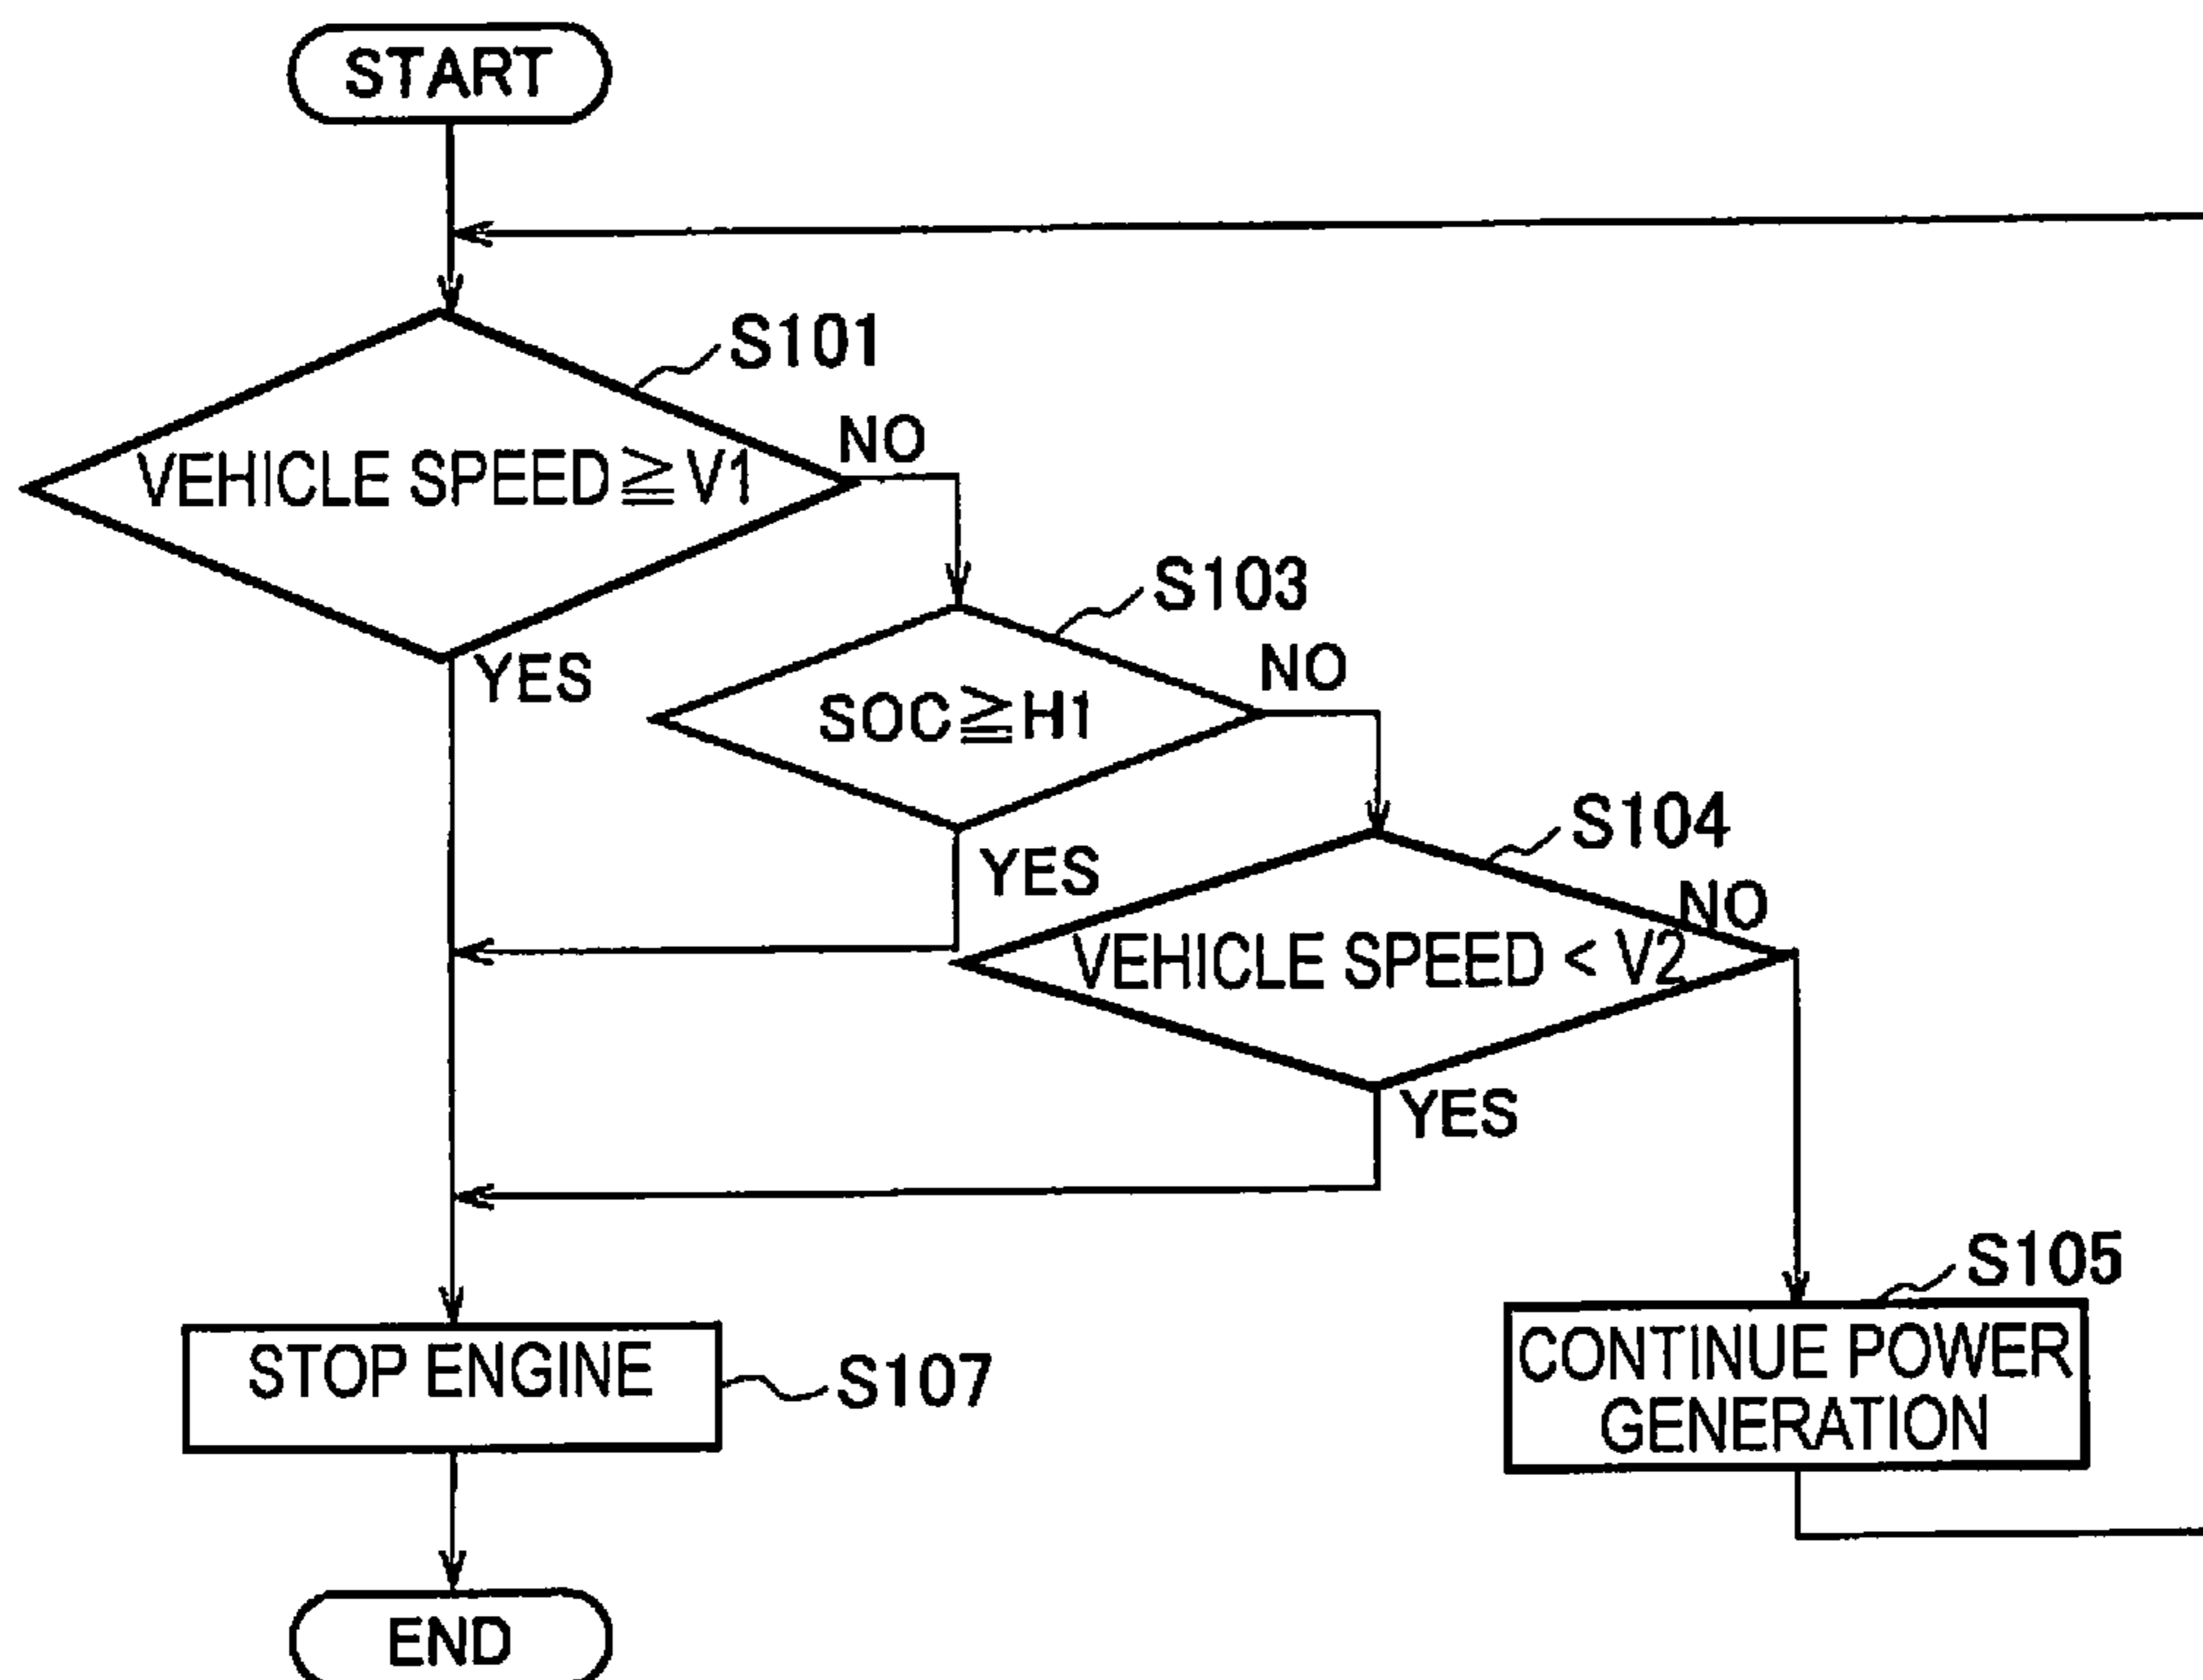 START
S101
NO
VEHICLE SPEED≧V1
S103
YES
NO
SOC≧H1
S104
YES
NO
VEHICLE SPEED < V2
YES
S105
CONTINUE POWER
GENERATION
STOP ENGINE
S107
END